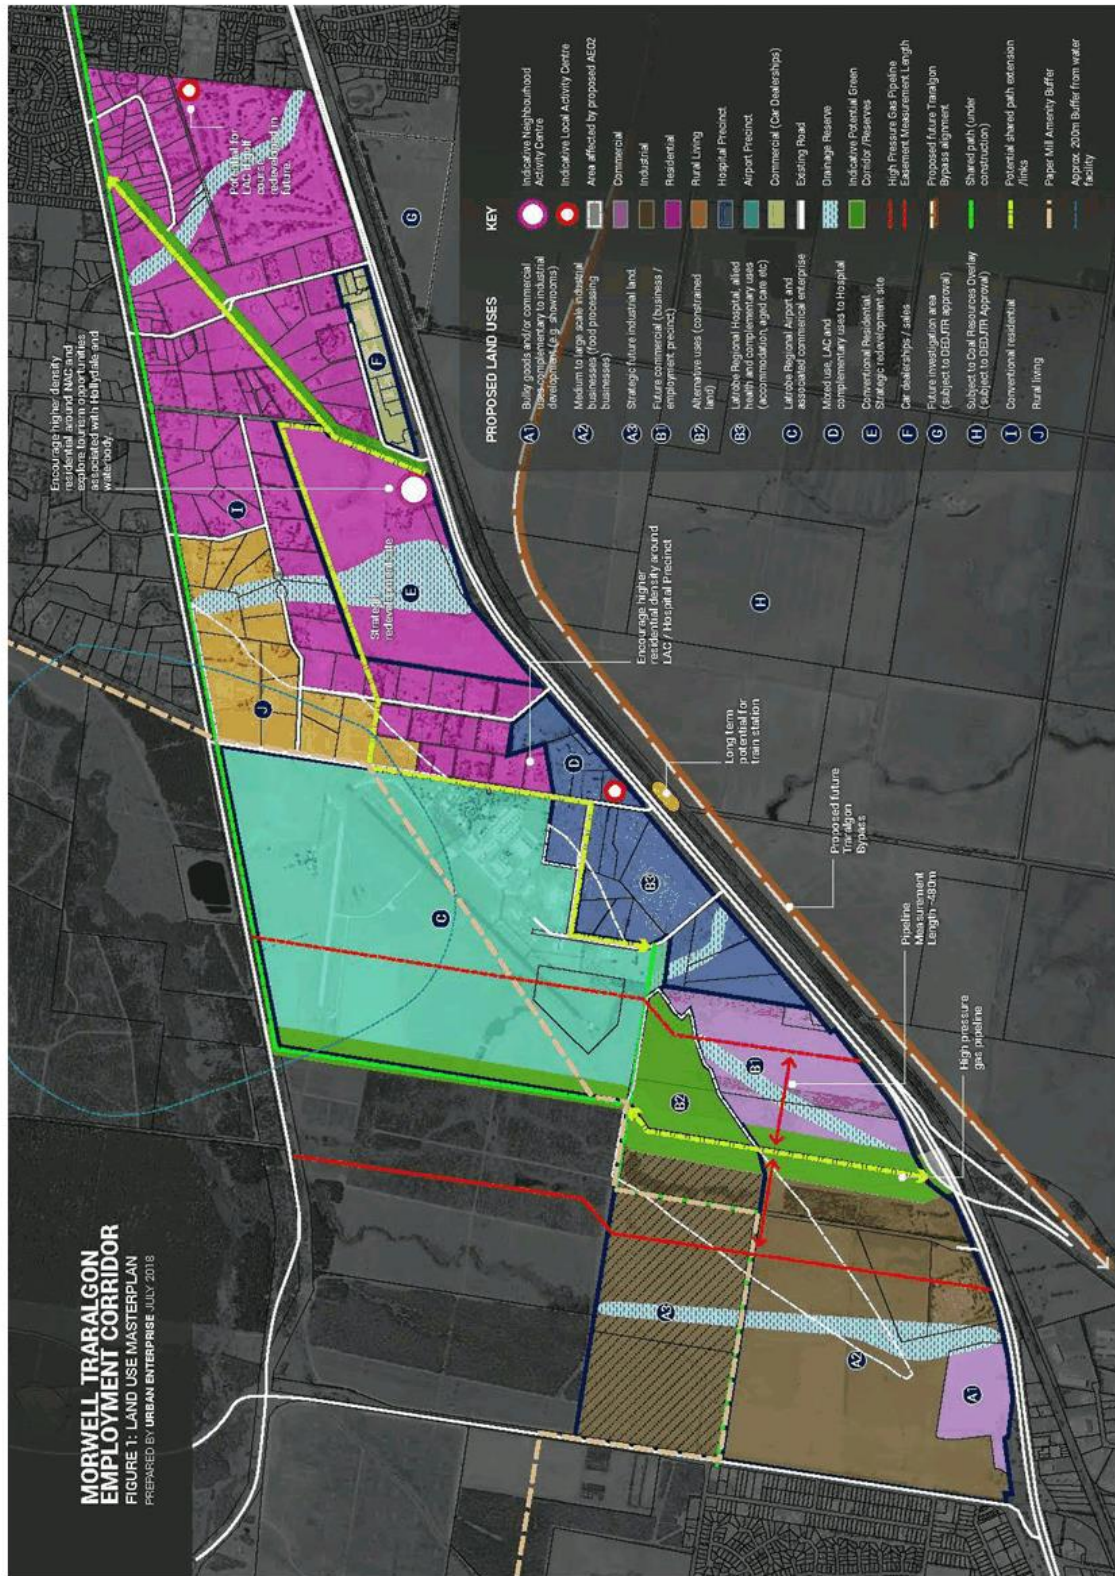 MORWELL TRARALGON
EMPLOYMENT CORRIDOR
FIGURE 1: LAND USE MASTERPLAN
PREPARED BY URBAN ENTERPRISE JULY 2018
Encourage higher density
residential around NAC and
explore tourism opportunities
associated with Hollydale and
waterbody.
Potential for
LAC, if golf
course is
redeveloped in
future.
Strategic
redevelopment site
Encourage higher
residential density around
LAC / Hospital Precinct
Long term
potential for
train station
Proposed future
Traralgon
Bypass
Pipeline
Measurement
Length ~480m
High pressure
gas pipeline
A1
A2
A3
B1
B2
B3
C
D
E
F
G
H
I
J
PROPOSED LAND USES
A1 Bulky goods and/or commercial
uses complementary to industrial
development (e.g. showrooms)
A2 Medium to large scale industrial
businesses (food processing
businesses)
A3 Strategic future industrial land.
B1 Future commercial (business /
employment precinct)
B2 Alternative uses (constrained
land)
B3 Latrobe Regional Hospital, allied
health and complementary uses
(accommodation, aged care etc)
C Latrobe Regional Airport and
associated commerical enterprise
D Mixed use, LAC and
complementary uses to Hospital
E Conventional Residential.
Strategic redevelopment site
F Car dealerships / sales
G Future investigation area
(subject to DEDJTR approval)
H Subject to Coal Resources Overlay
(subject to DEDJTR Approval)
I Conventional residential
J Rural living
KEY
Indicative Neighbourhood
Activity Centre
Indicative Local Activity Centre
Area affected by proposed AEO2
Commercial
Industrial
Residential
Rural Living
Hospital Precinct
Airport Precinct
Commercial (Car Dealerships)
Existing Road
Drainage Reserve
Indicative Potential Green
Corridor /Reserves
High Pressure Gas Pipeline
Easement Measurement Length
Proposed future Traralgon
Bypass alignment
Shared path (under
construction)
Potential shared path extension
/links
Paper Mill Amenity Buffer
Approx. 200m Buffer from water
facility